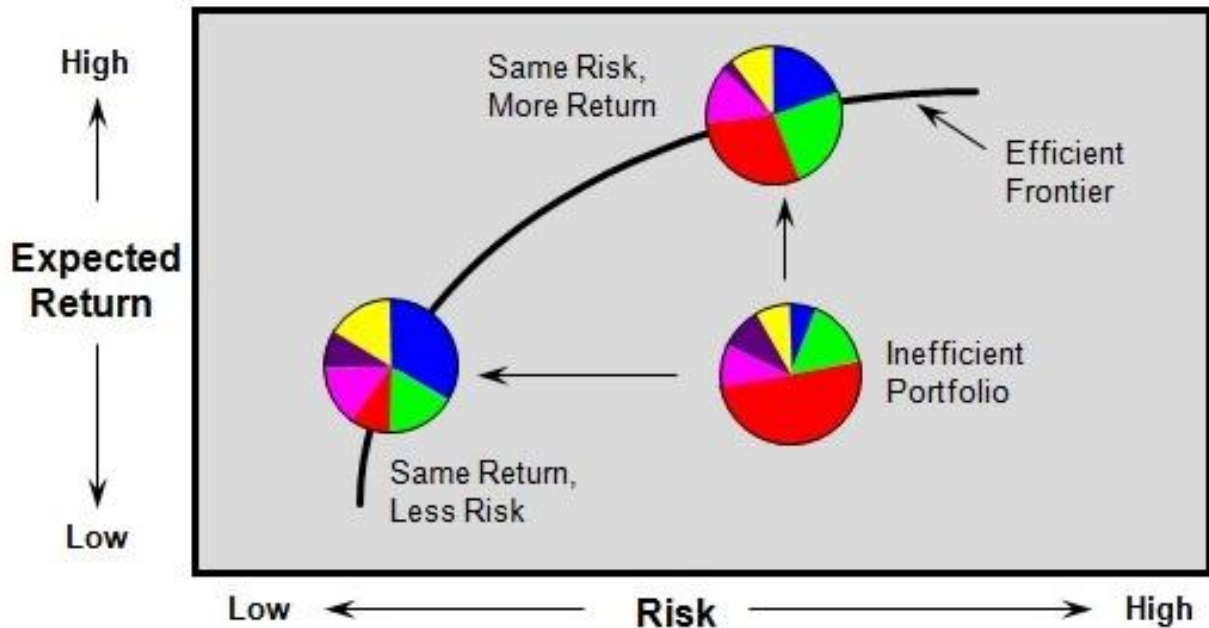 High
Expected
Return
Low
Same Risk,
More Return
Efficient
Frontier
Inefficient
Portfolio
Same Return,
Less Risk
Low
Risk
High